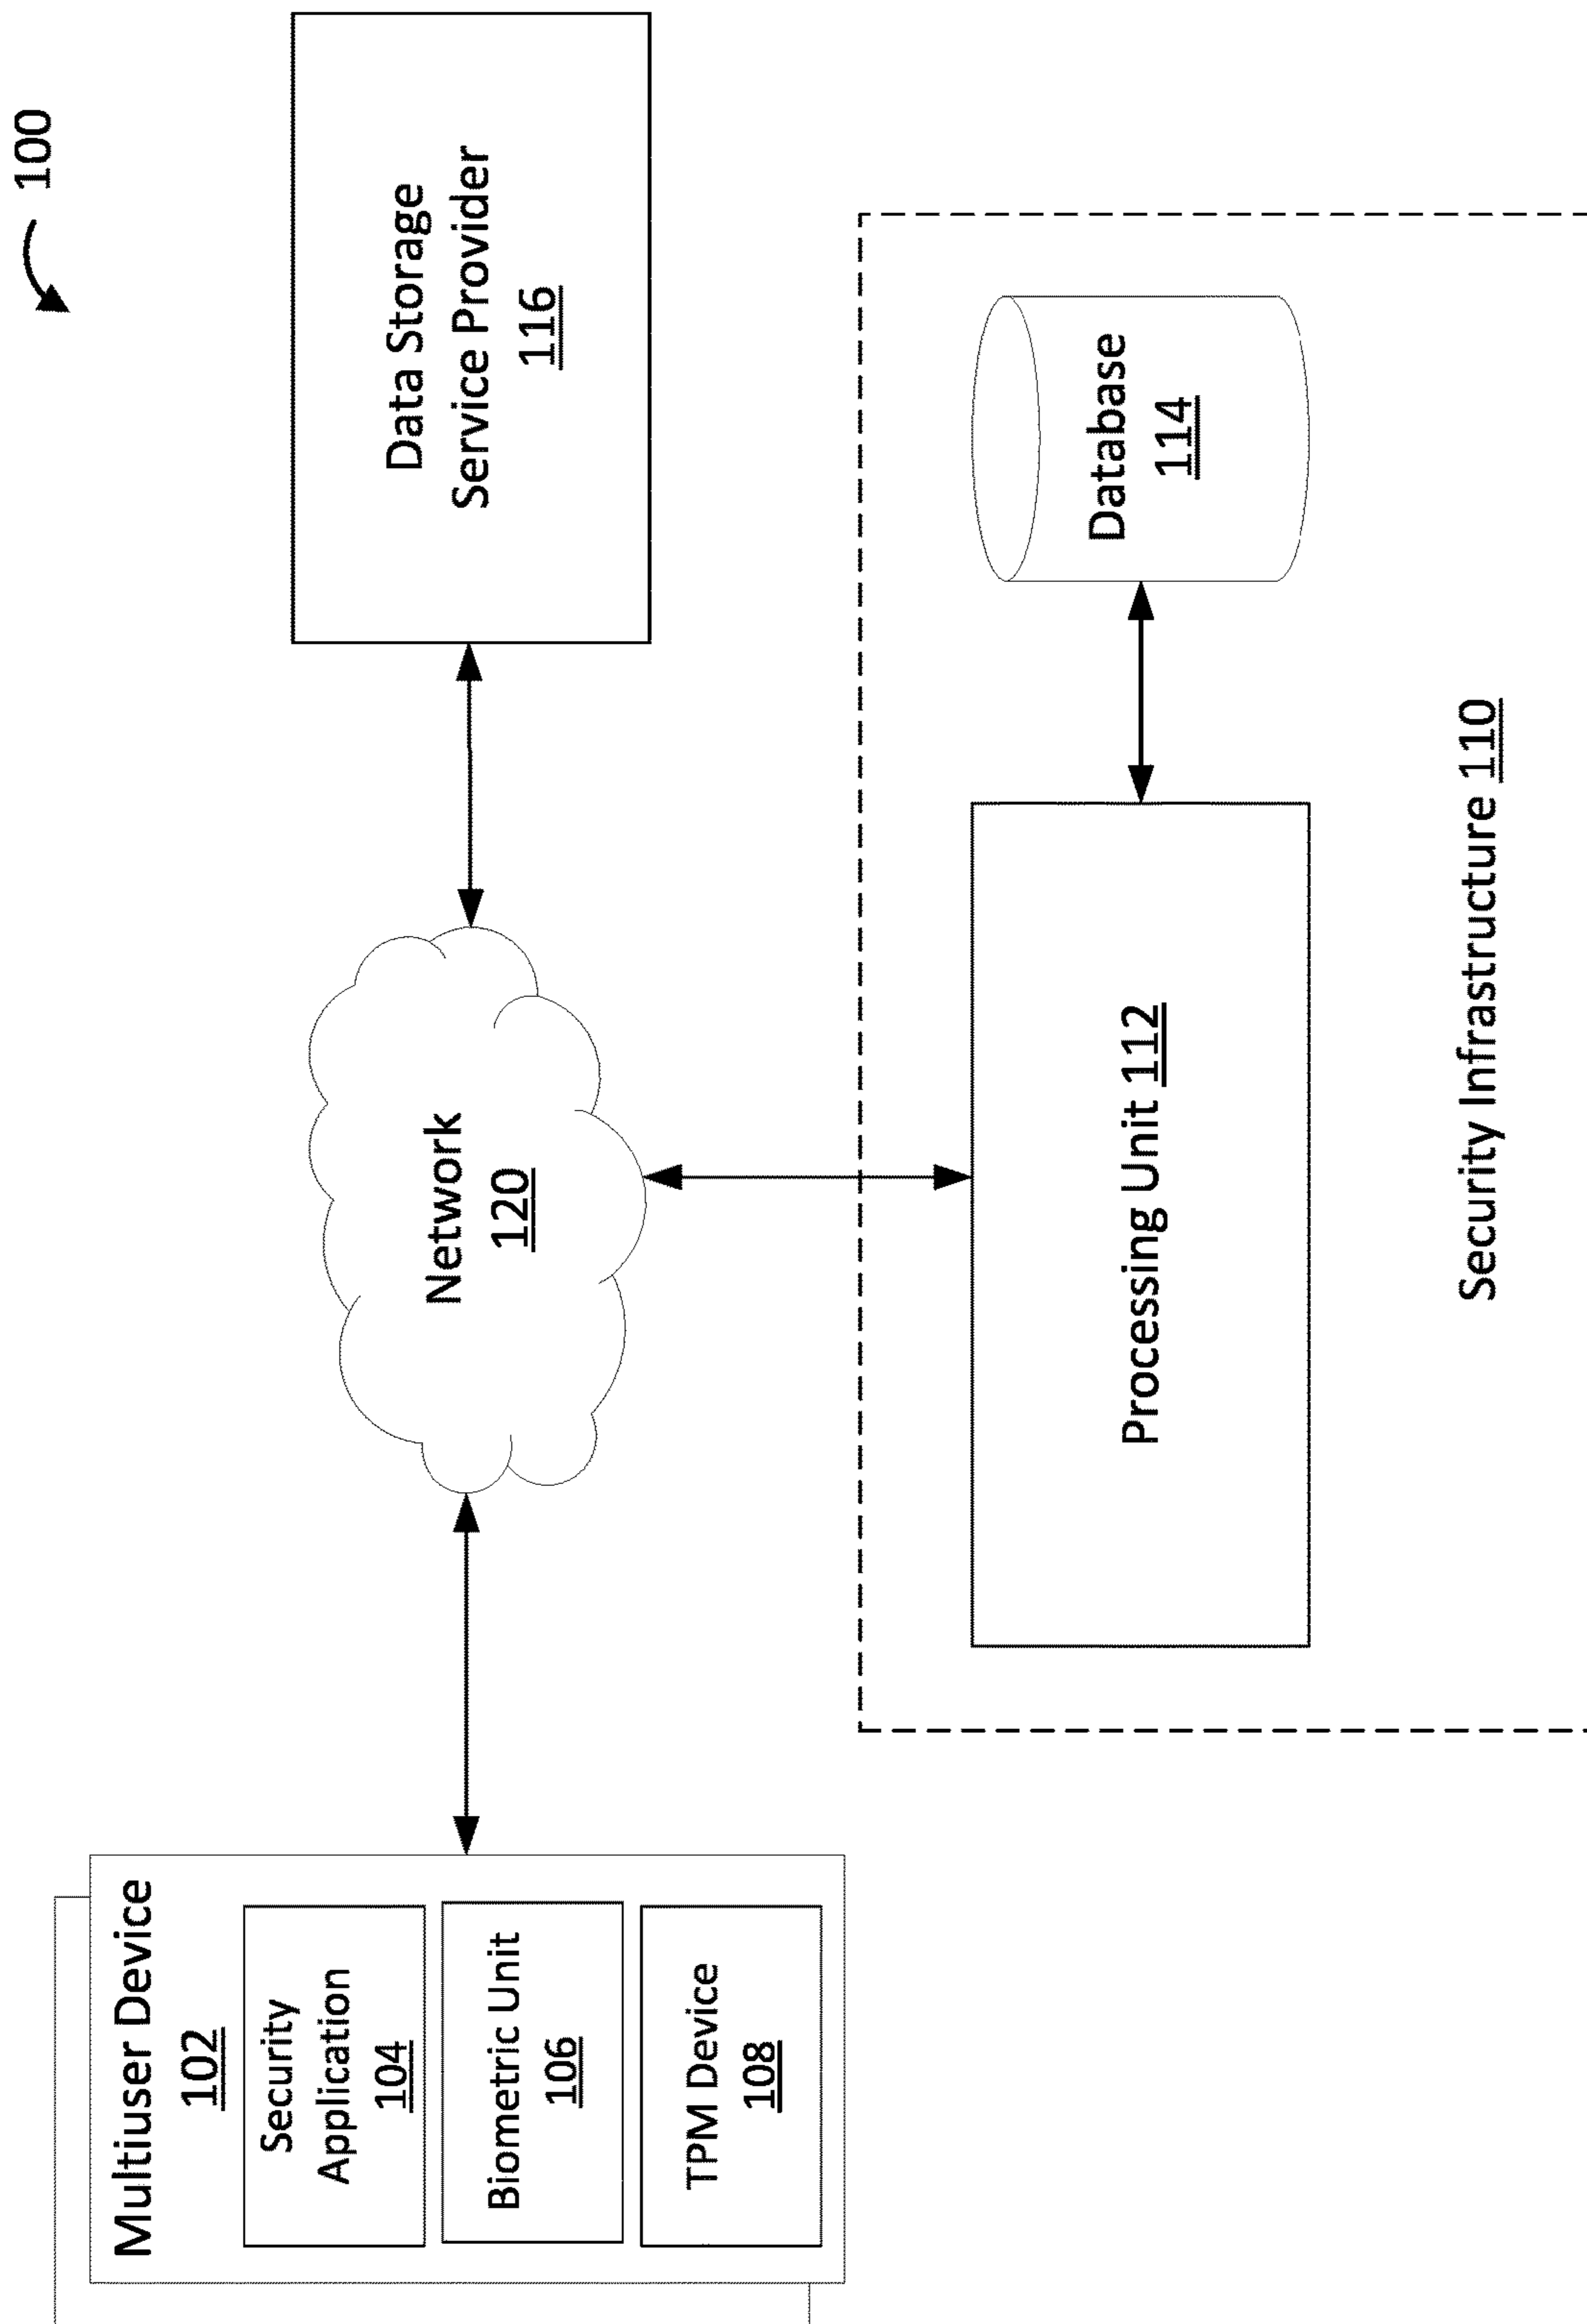 100
Multiuser Device
102
Security
Application
104
Biometric Unit
106
TPM Device
108
Network
120
Data Storage
Service Provider
116
Processing Unit 112
Database
114
Security Infrastructure 110